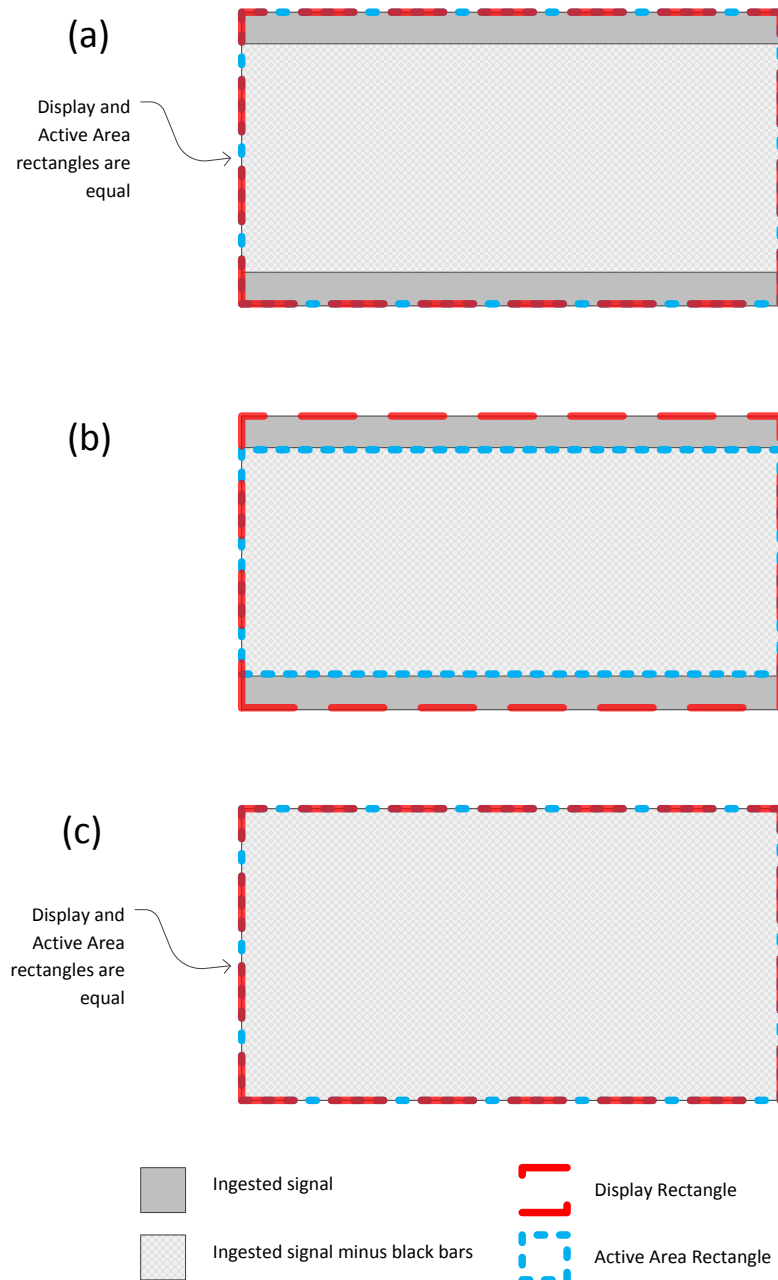 (a)
Display and
Active Area
rectangles are
equal
(b)
(c)
Display and
Active Area
rectangles are
equal
Ingested signal
Display Rectangle
Ingested signal minus black bars
Active Area Rectangle